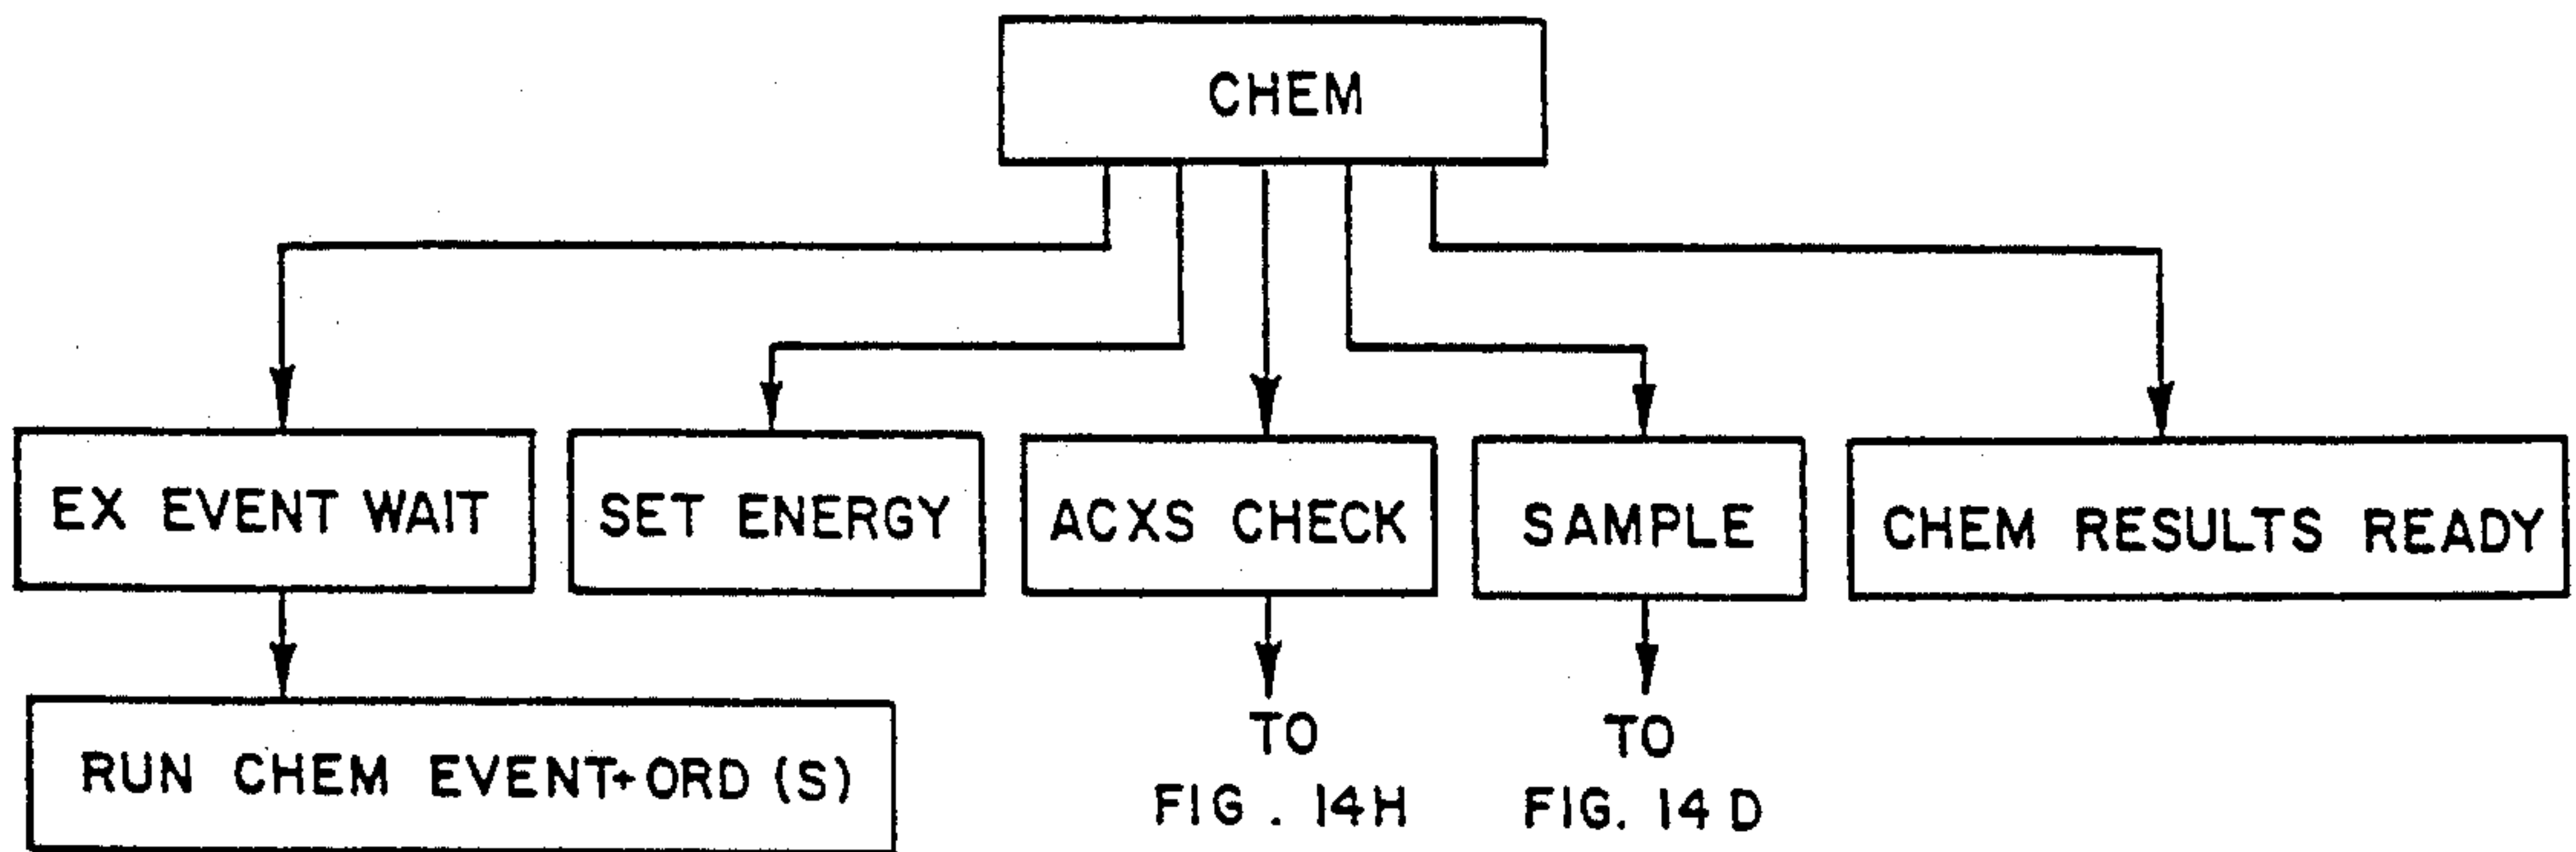 CHEM
EX EVENT WAIT
SET ENERGY
ACXS CHECK
SAMPLE
CHEM RESULTS READY
RUN CHEM EVENT+ORD (S)
TO
FIG. 14H
TO
FIG. 14D